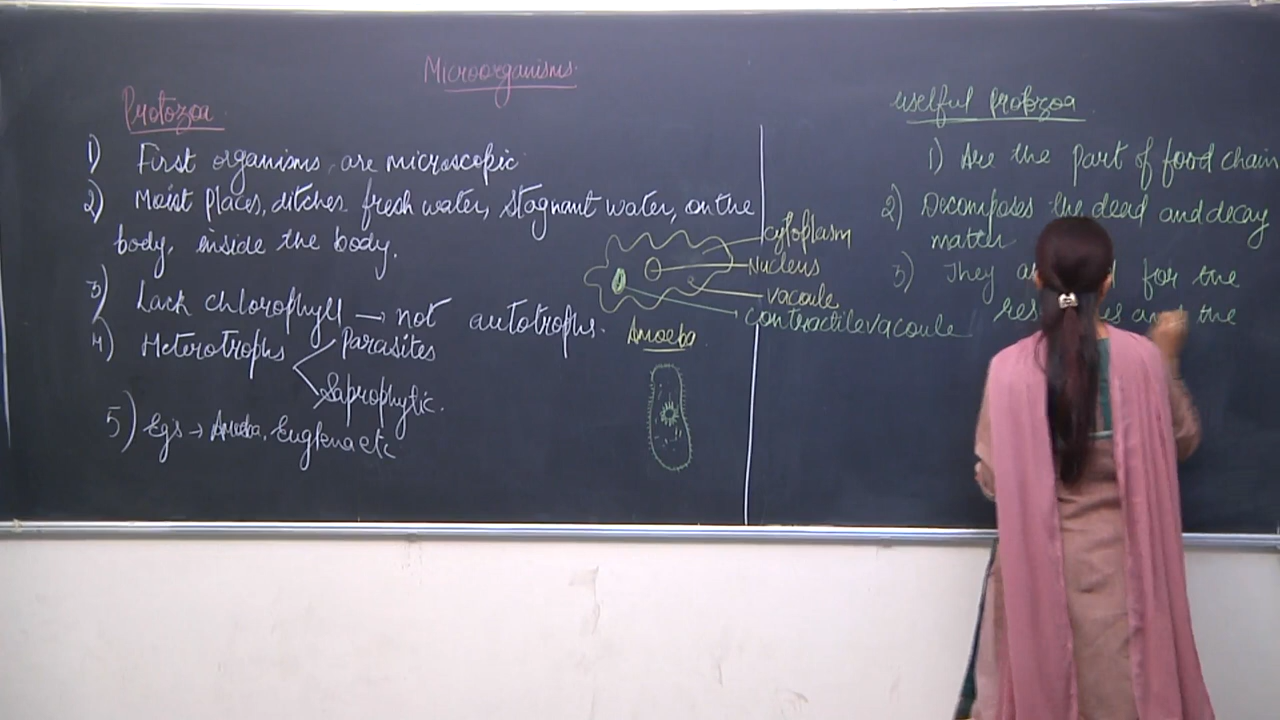 Microorganisms.
Protozoa
1) First organisms, are microscopic
2) Moist places, ditches fresh water, stagnant water, on the
body, inside the body.
3) Lack chlorophyll → not autotrophs.
4) Heterotrophs
Parasites
Saprophytic.
5) Egs → Amoeba, Euglena etc
cytoplasm
Nucleus
vacoule
contractile vacoule
Amoeba
Uselful Protozoa
1) Are the part of food chain
2) Decomposes the dead and decay
matter
3) They for the
the